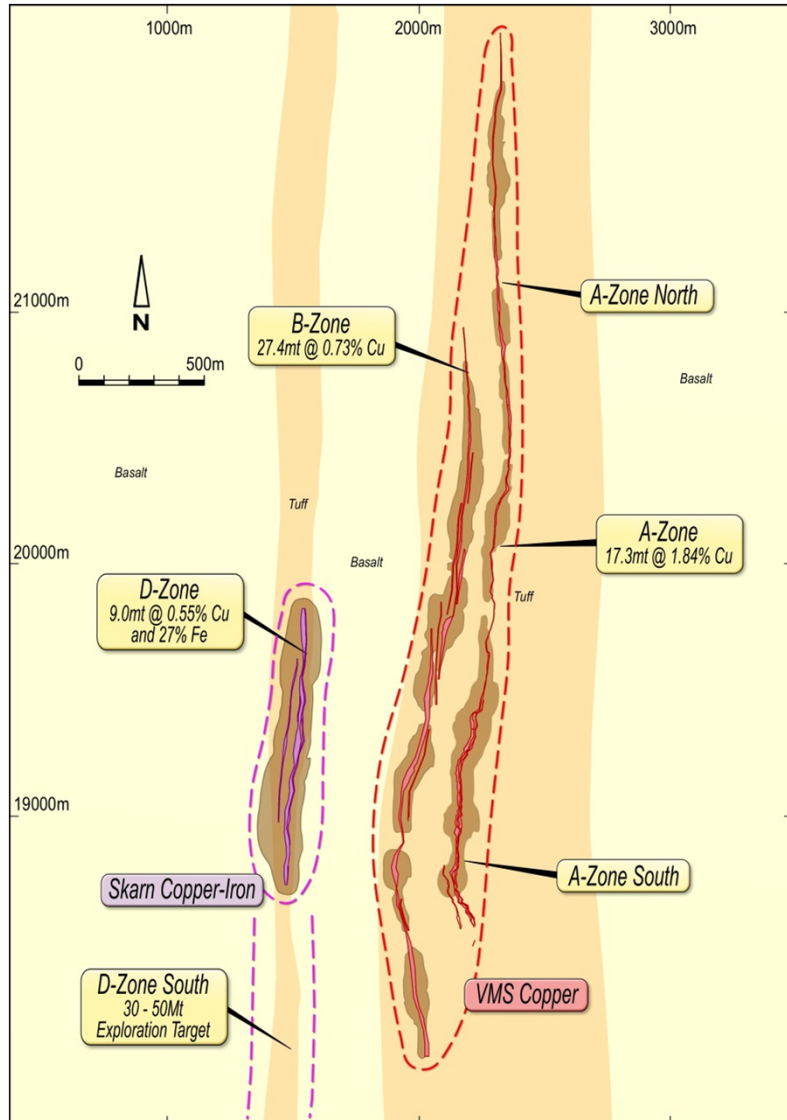 1000m
2000m
3000m
21000m
N
0
500m
A-Zone North
B-Zone
27.4mt @ 0.73% Cu
Basalt
Basalt
Tuff
20000m
A-Zone
17.3mt @ 1.84% Cu
Basalt
D-Zone
9.0mt @ 0.55% Cu
and 27% Fe
Tuff
19000m
Skarn Copper-Iron
A-Zone South
D-Zone South
30 - 50Mt
Exploration Target
VMS Copper